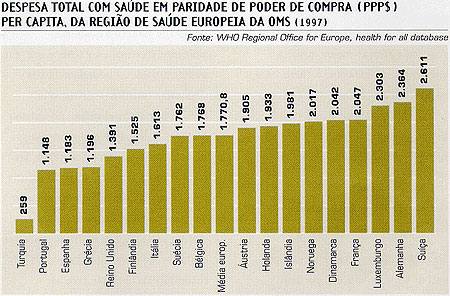 DESPESA TOTAL COM SAÚDE EM PARIDADE DE PODER DE COMPRA (PPP$)
PER CAPITA, DA REGIÃO DE SAÚDE EUROPEIA DA OMS (1997)
Fonte: WHO Regional Office for Europe, health for all database
259
1.148
1.183
1.196
1.391
1.525
1.613
1.762
1.768
1.770,8
1.905
1.933
1.981
2.017
2.042
2.047
2.303
2.364
2.611
Turquia
Portugal
Espanha
Grécia
Reino Unido
Finlândia
Itália
Suécia
Bélgica
Média europ.
Áustria
Holanda
Islândia
Noruega
Dinamarca
França
Luxemburgo
Alemanha
Suíça